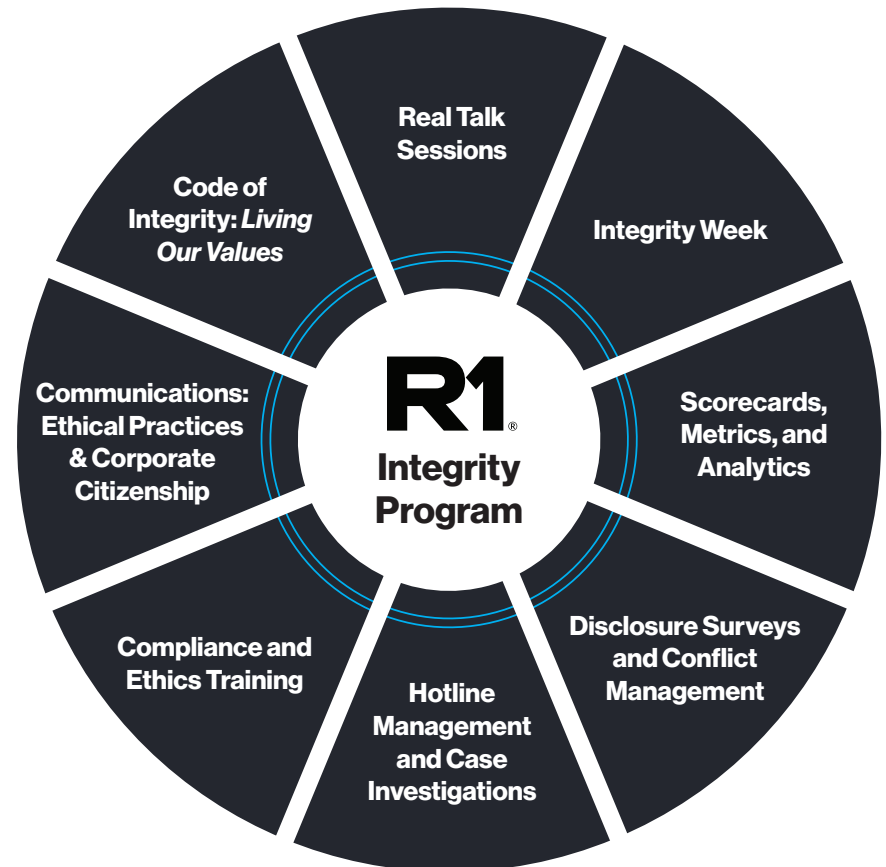 Real Talk
Sessions
Integrity Week
Scorecards,
Metrics, and
Analytics
Disclosure Surveys
and Conflict
Management
Hotline
Management
and Case
Investigations
Compliance and
Ethics Training
Communications:
Ethical Practices
& Corporate
Citizenship
Code of
Integrity: Living
Our Values
R1®
Integrity
Program